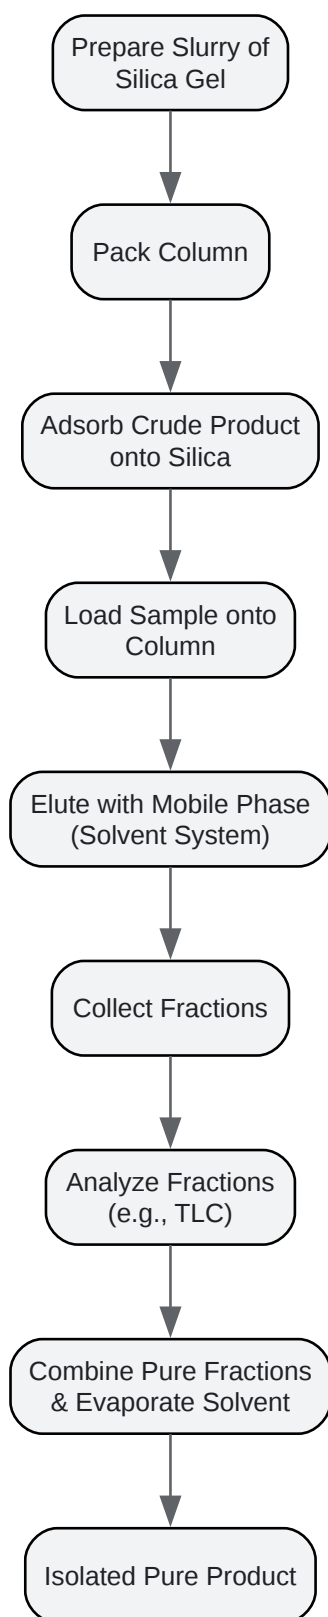 Prepare Slurry of
Silica Gel
Pack Column
Adsorb Crude Product
onto Silica
Load Sample onto
Column
Elute with Mobile Phase
(Solvent System)
Collect Fractions
Analyze Fractions
(e.g., TLC)
Combine Pure Fractions
& Evaporate Solvent
Isolated Pure Product